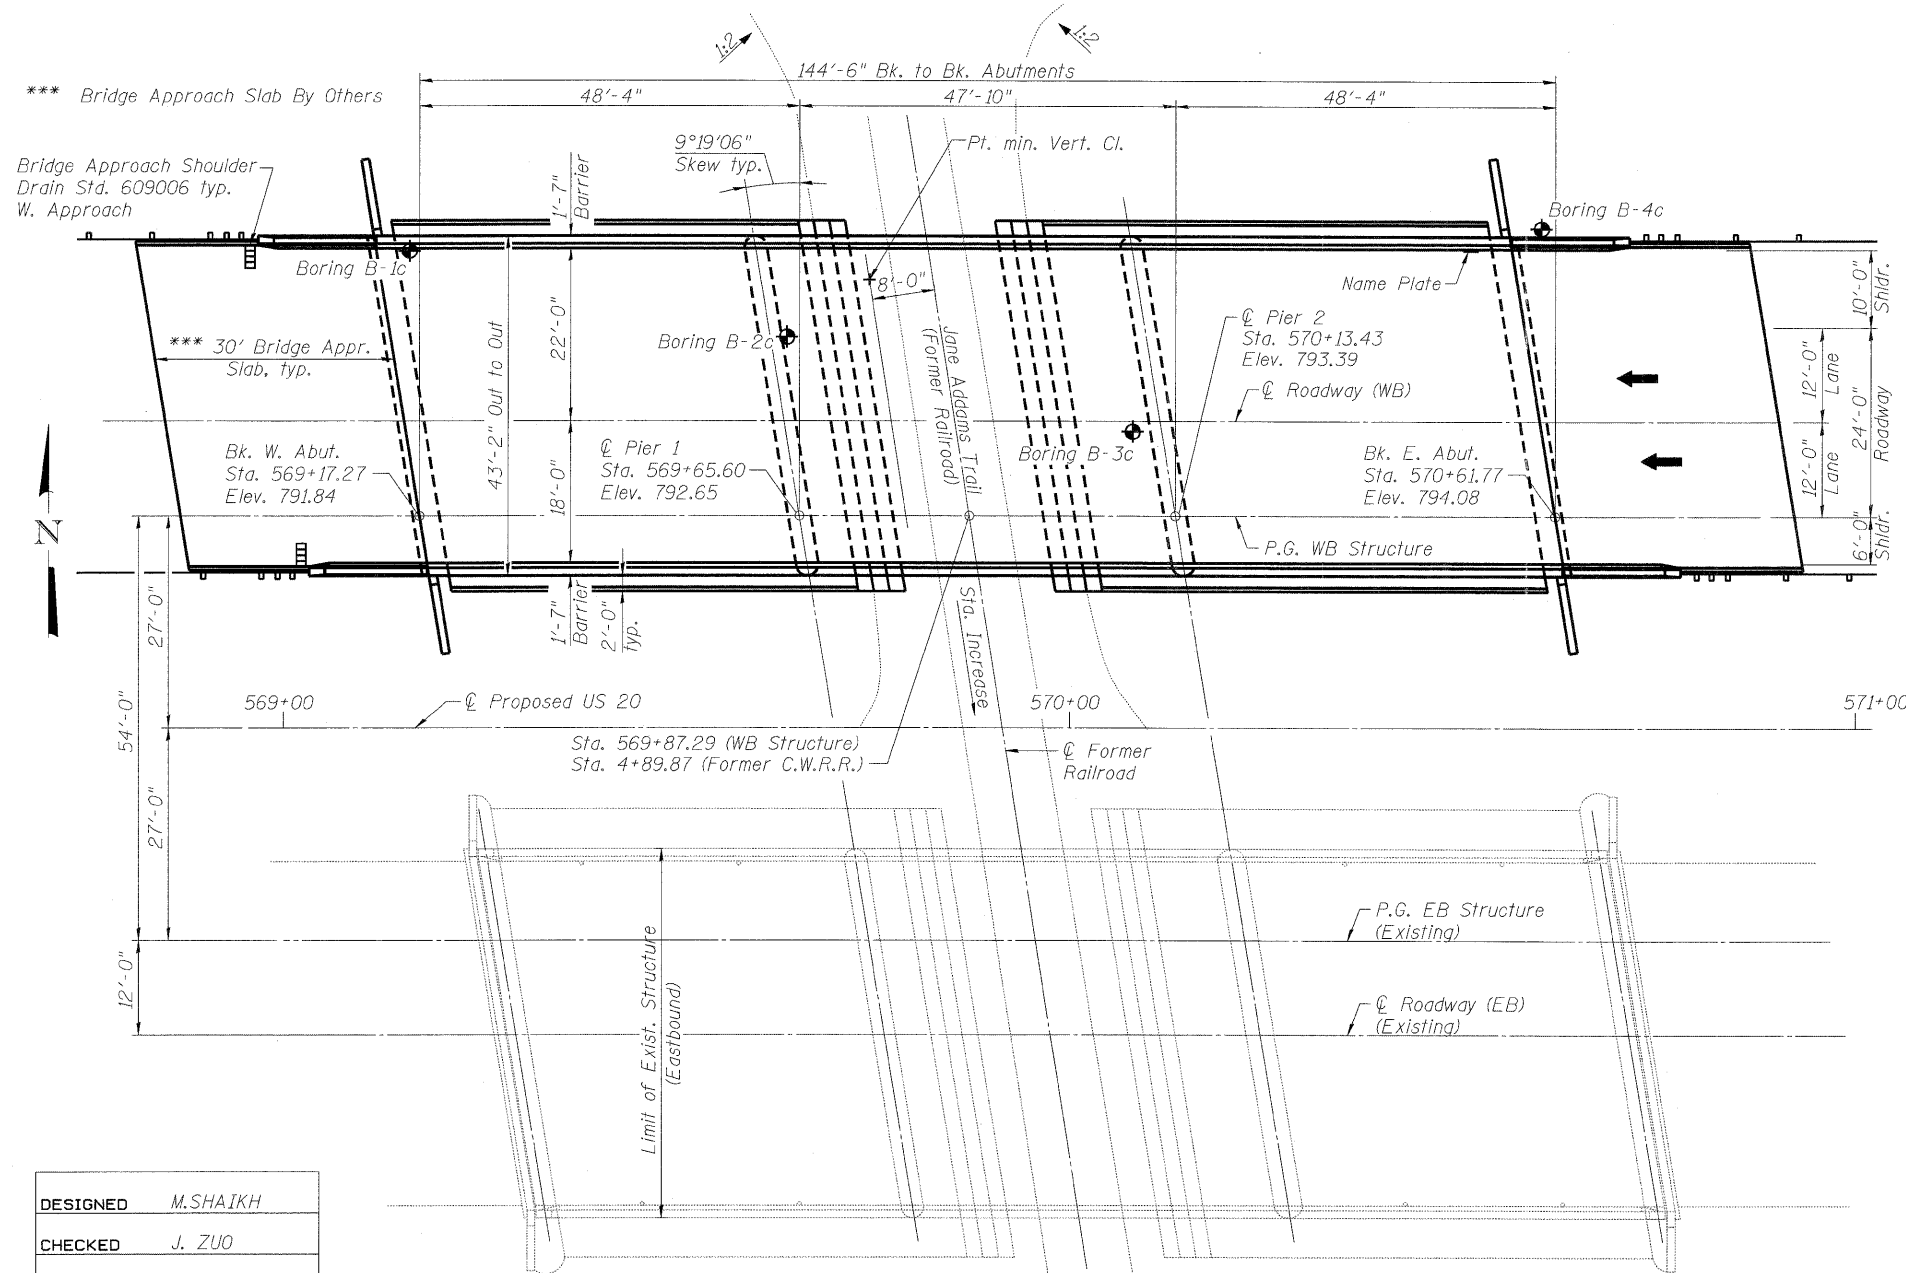 1:2
1:2
144'-6" Bk. to Bk. Abutments
*** Bridge Approach Slab By Others
48'-4"
47'-10"
48'-4"
9°19'06"
Skew typ.
Pt. min. Vert. Cl.
Bridge Approach Shoulder
Drain Std. 609006 typ.
W. Approach
1'-7"
Barrier
Boring B-4c
Boring B-1c
8'-0"
Name Plate
10'-0"
Shldr.
*** 30' Bridge Appr.
Slab, typ.
43'-2" Out to Out
22'-0"
Boring B-2c
Jane Addams Trail
(Former Railroad)
℄ Pier 2
Sta. 570+13.43
Elev. 793.39
℄ Roadway (WB)
12'-0"
Lane
24'-0"
Roadway
12'-0"
Lane
Bk. W. Abut.
Sta. 569+17.27
Elev. 791.84
℄ Pier 1
Sta. 569+65.60
Elev. 792.65
Boring B-3c
Bk. E. Abut.
Sta. 570+61.77
Elev. 794.08
18'-0"
N
P.G. WB Structure
6'-0"
Shldr.
1'-7"
Barrier
2'-0"
typ.
Sta. Increase
27'-0"
54'-0"
569+00
℄ Proposed US 20
570+00
571+00
Sta. 569+87.29 (WB Structure)
Sta. 4+89.87 (Former C.W.R.R.)
℄ Former
Railroad
27'-0"
12'-0"
Limit of Exist. Structure
(Eastbound)
P.G. EB Structure
(Existing)
℄ Roadway (EB)
(Existing)
DESIGNED M.SHAIKH
CHECKED J. ZUO